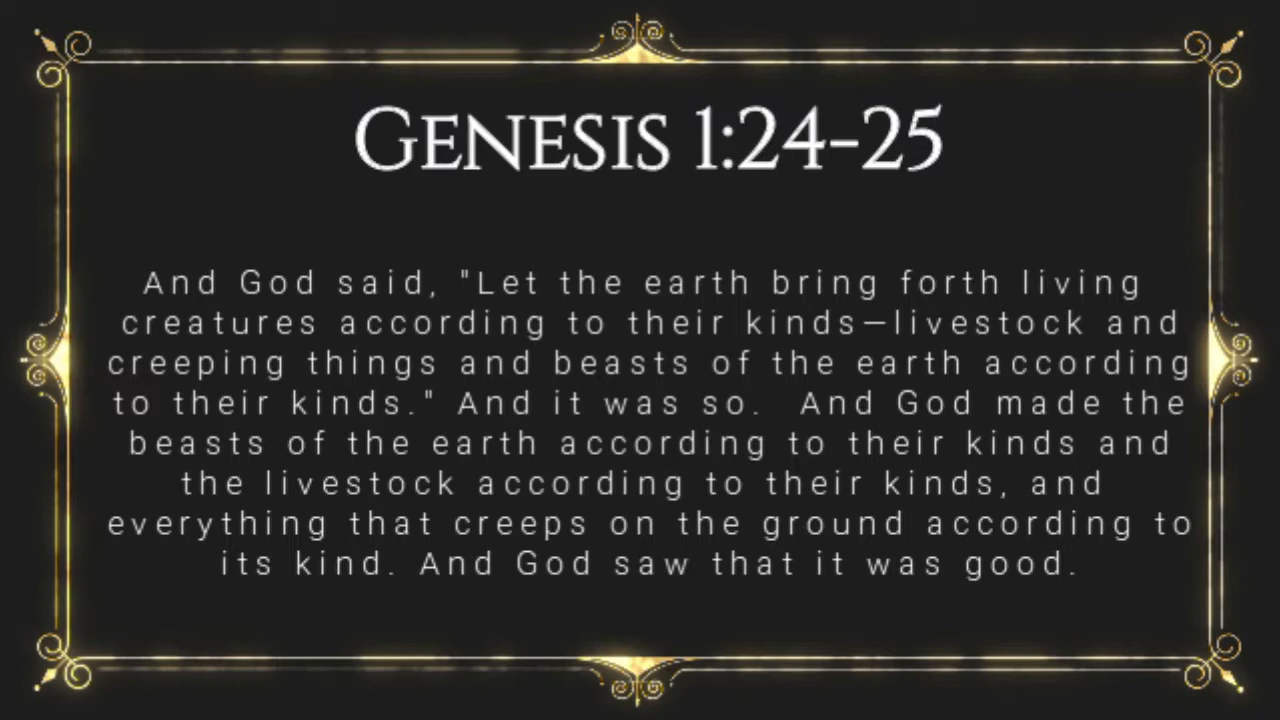 Genesis 1:24-25
And God said, "Let the earth bring forth living
creatures according to their kinds—livestock and
creeping things and beasts of the earth according
to their kinds." And it was so.  And God made the
beasts of the earth according to their kinds and
the livestock according to their kinds, and
everything that creeps on the ground according to
its kind. And God saw that it was good.